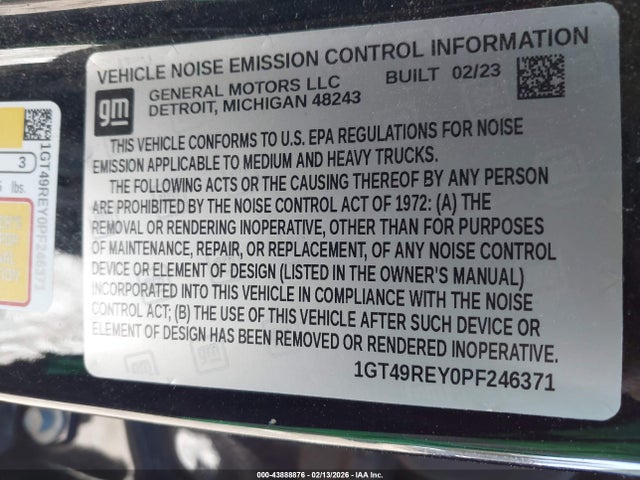 VEHICLE NOISE EMISSION CONTROL INFORMATION
gm
GENERAL MOTORS LLC BUILT 02/23
DETROIT, MICHIGAN 48243
THIS VEHICLE CONFORMS TO U.S. EPA REGULATIONS FOR NOISE
EMISSION APPLICABLE TO MEDIUM AND HEAVY TRUCKS.
THE FOLLOWING ACTS OR THE CAUSING THEREOF BY ANY PERSON
ARE PROHIBITED BY THE NOISE CONTROL ACT OF 1972: (A) THE
REMOVAL OR RENDERING INOPERATIVE, OTHER THAN FOR PURPOSES
OF MAINTENANCE, REPAIR, OR REPLACEMENT, OF ANY NOISE CONTROL
DEVICE OR ELEMENT OF DESIGN (LISTED IN THE OWNER'S MANUAL)
INCORPORATED INTO THIS VEHICLE IN COMPLIANCE WITH THE NOISE
CONTROL ACT; (B) THE USE OF THIS VEHICLE AFTER SUCH DEVICE OR
ELEMENT OF DESIGN HAS BEEN REMOVED OR RENDERED INOPERATIVE.
1GT49REY0PF246371
3
lbs.
1GT49REY0PF246371
000-43888876 - 02/13/2026 - IAA Inc.